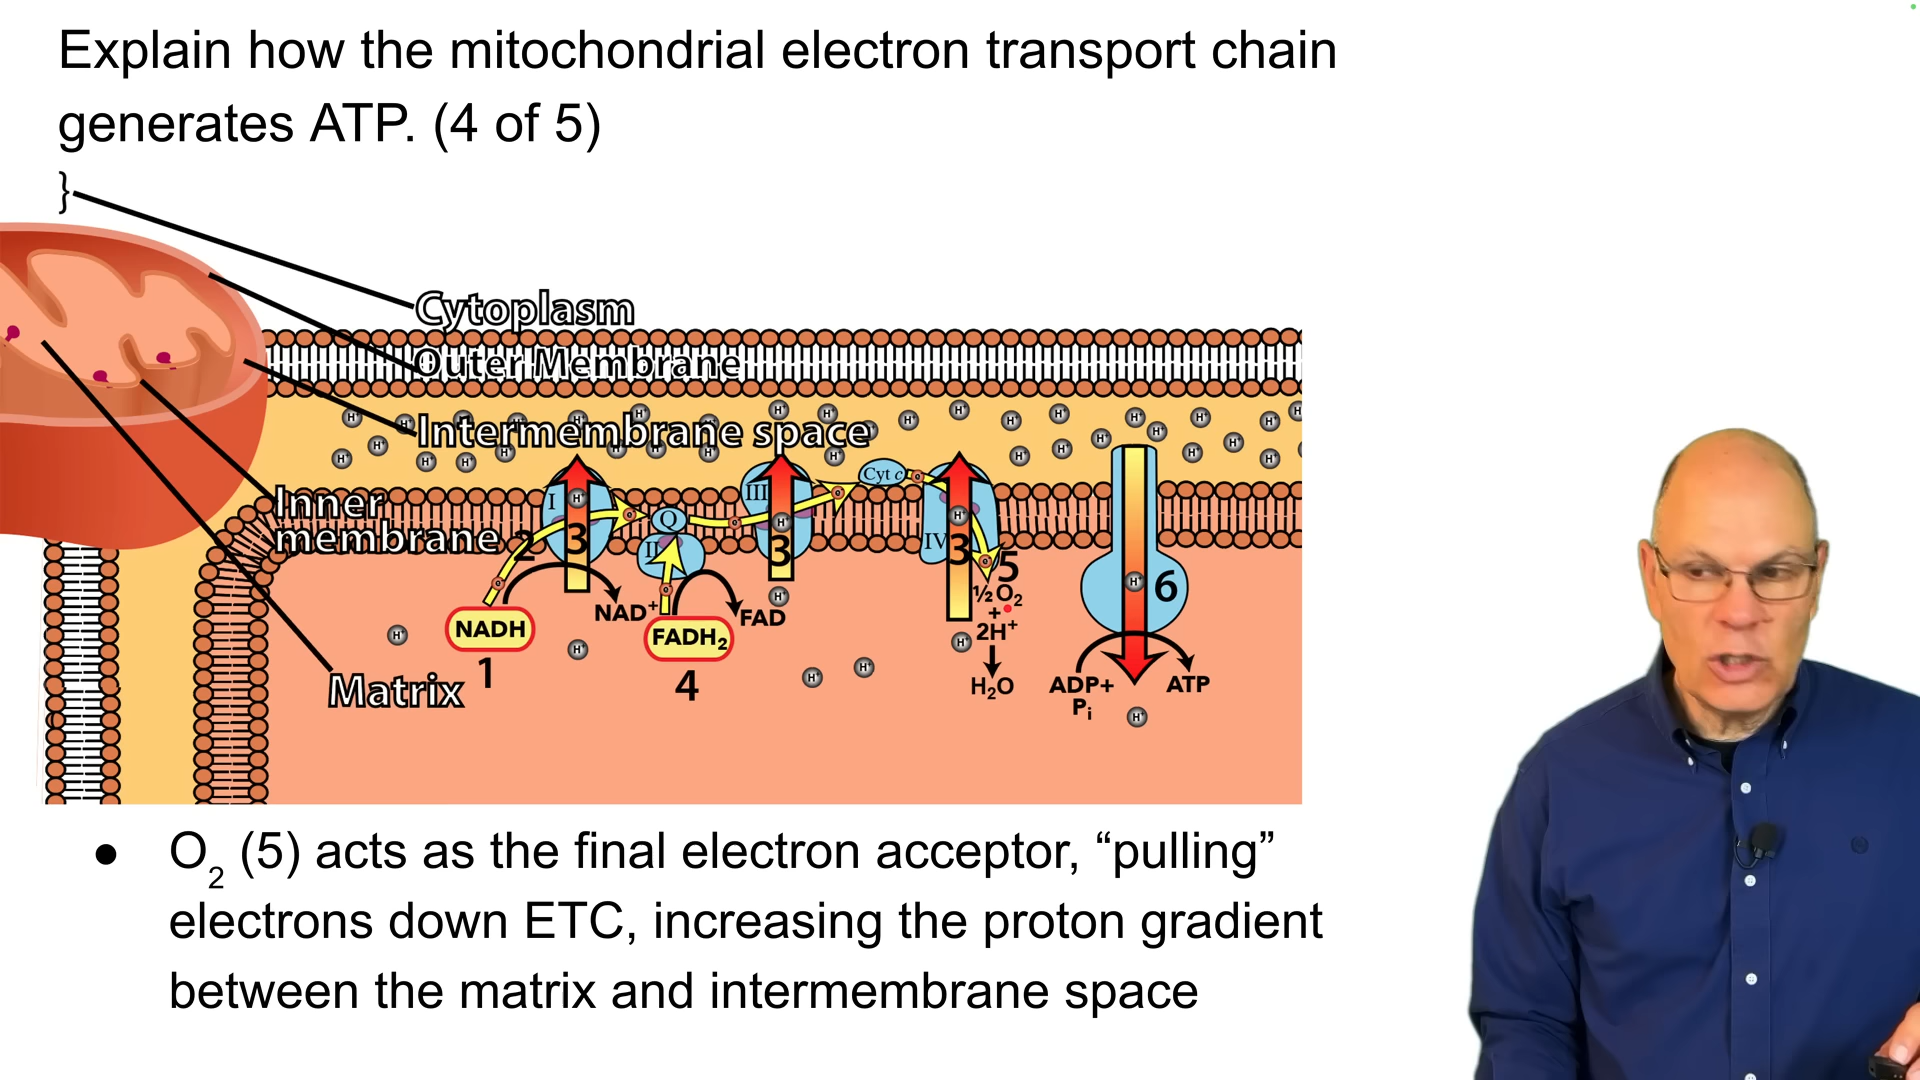 Explain how the mitochondrial electron transport chain
generates ATP. (4 of 5)
}
Cytoplasm
Outer Membrane
H⁺ H⁺ H⁺ H⁺ H⁺ H⁺ H⁺ H⁺ H⁺ H⁺ H⁺ H⁺ H⁺ H⁺ H⁺ H⁺ H⁺
Intermembrane space
H⁺ H⁺ H⁺ H⁺ H⁺ H⁺ H⁺ H⁺ H⁺ H⁺ H⁺ H⁺ H⁺ H⁺ H⁺ H⁺ H⁺
Cyt c
Inner
membrane
I H⁺ Q III H⁺ H⁺
2 3 II 3 IV 3 5
H⁺ 6
½O₂
+
2H⁺
H₂O
NADH
NAD⁺
FADH₂
FAD
H⁺ H⁺ H⁺ H⁺ H⁺ H⁺
1
4
Matrix
ADP+
Pᵢ
ATP
H⁺
● O₂ (5) acts as the final electron acceptor, “pulling”
electrons down ETC, increasing the proton gradient
between the matrix and intermembrane space